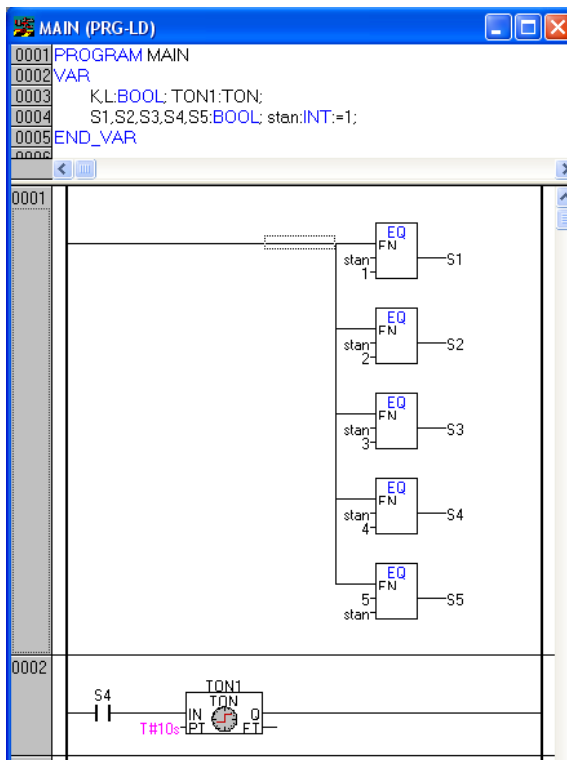 MAIN (PRG-LD)
0001 PROGRAM MAIN
0002 VAR
0003 K,L:BOOL; TON1:TON;
0004 S1,S2,S3,S4,S5:BOOL; stan:INT:=1;
0005 END_VAR
0006
0001
EQ
EN
stan
1
S1
EQ
EN
stan
2
S2
EQ
EN
stan
3
S3
EQ
EN
stan
4
S4
EQ
EN
5
stan
S5
0002
S4
TON1
TON
IN Q
T#10s PT ET